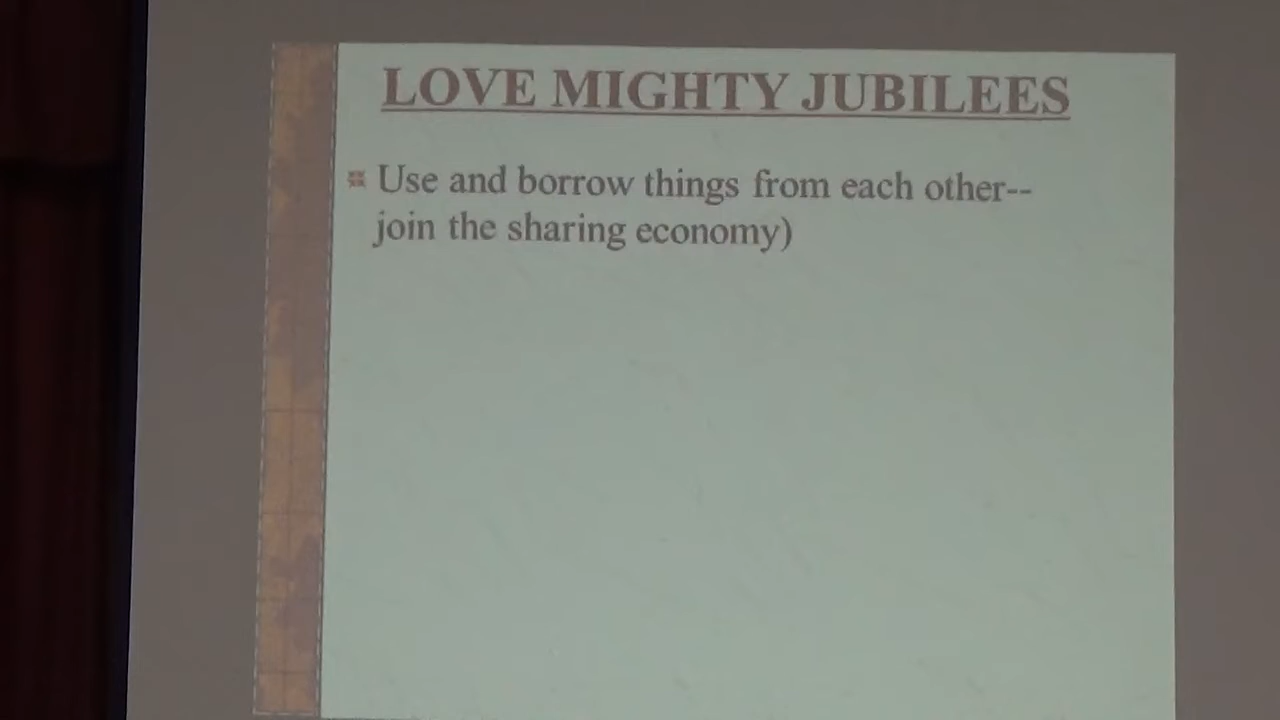 LOVE MIGHTY JUBILEES
Use and borrow things from each other--
join the sharing economy)